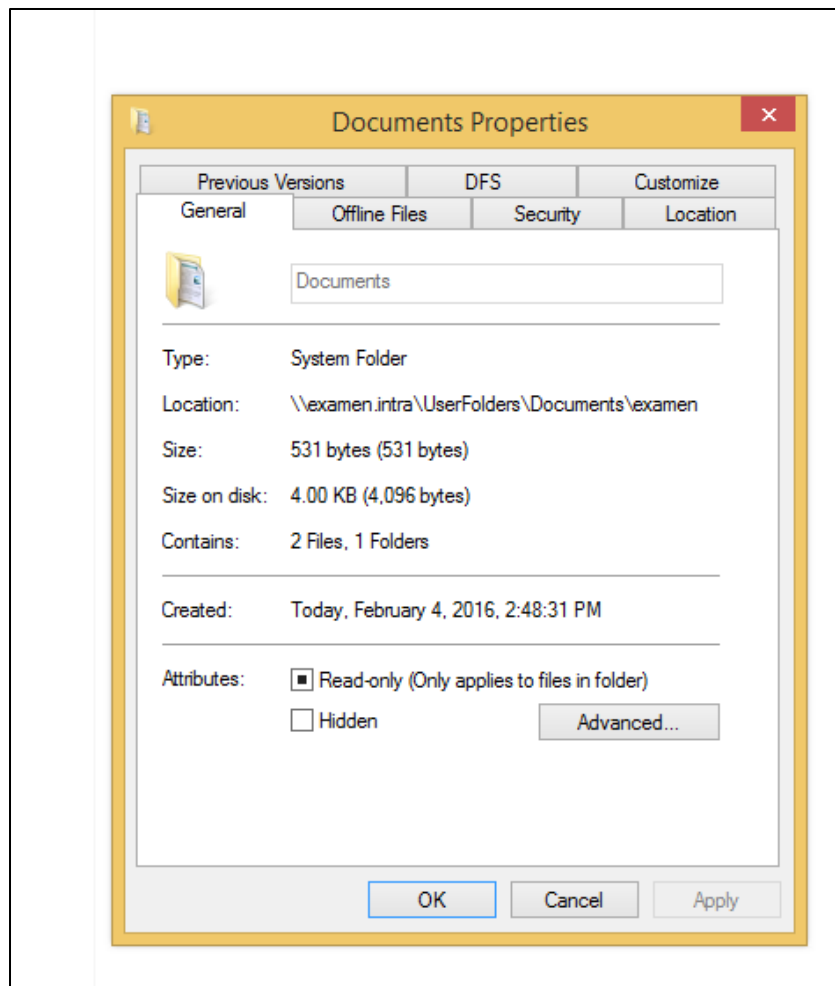 Documents Properties
Previous Versions DFS Customize
General Offline Files Security Location
Documents
Type: System Folder
Location: \\examen.intra\UserFolders\Documents\examen
Size: 531 bytes (531 bytes)
Size on disk: 4.00 KB (4,096 bytes)
Contains: 2 Files, 1 Folders
Created: Today, February 4, 2016, 2:48:31 PM
Attributes: Read-only (Only applies to files in folder)
Hidden Advanced...
OK Cancel Apply